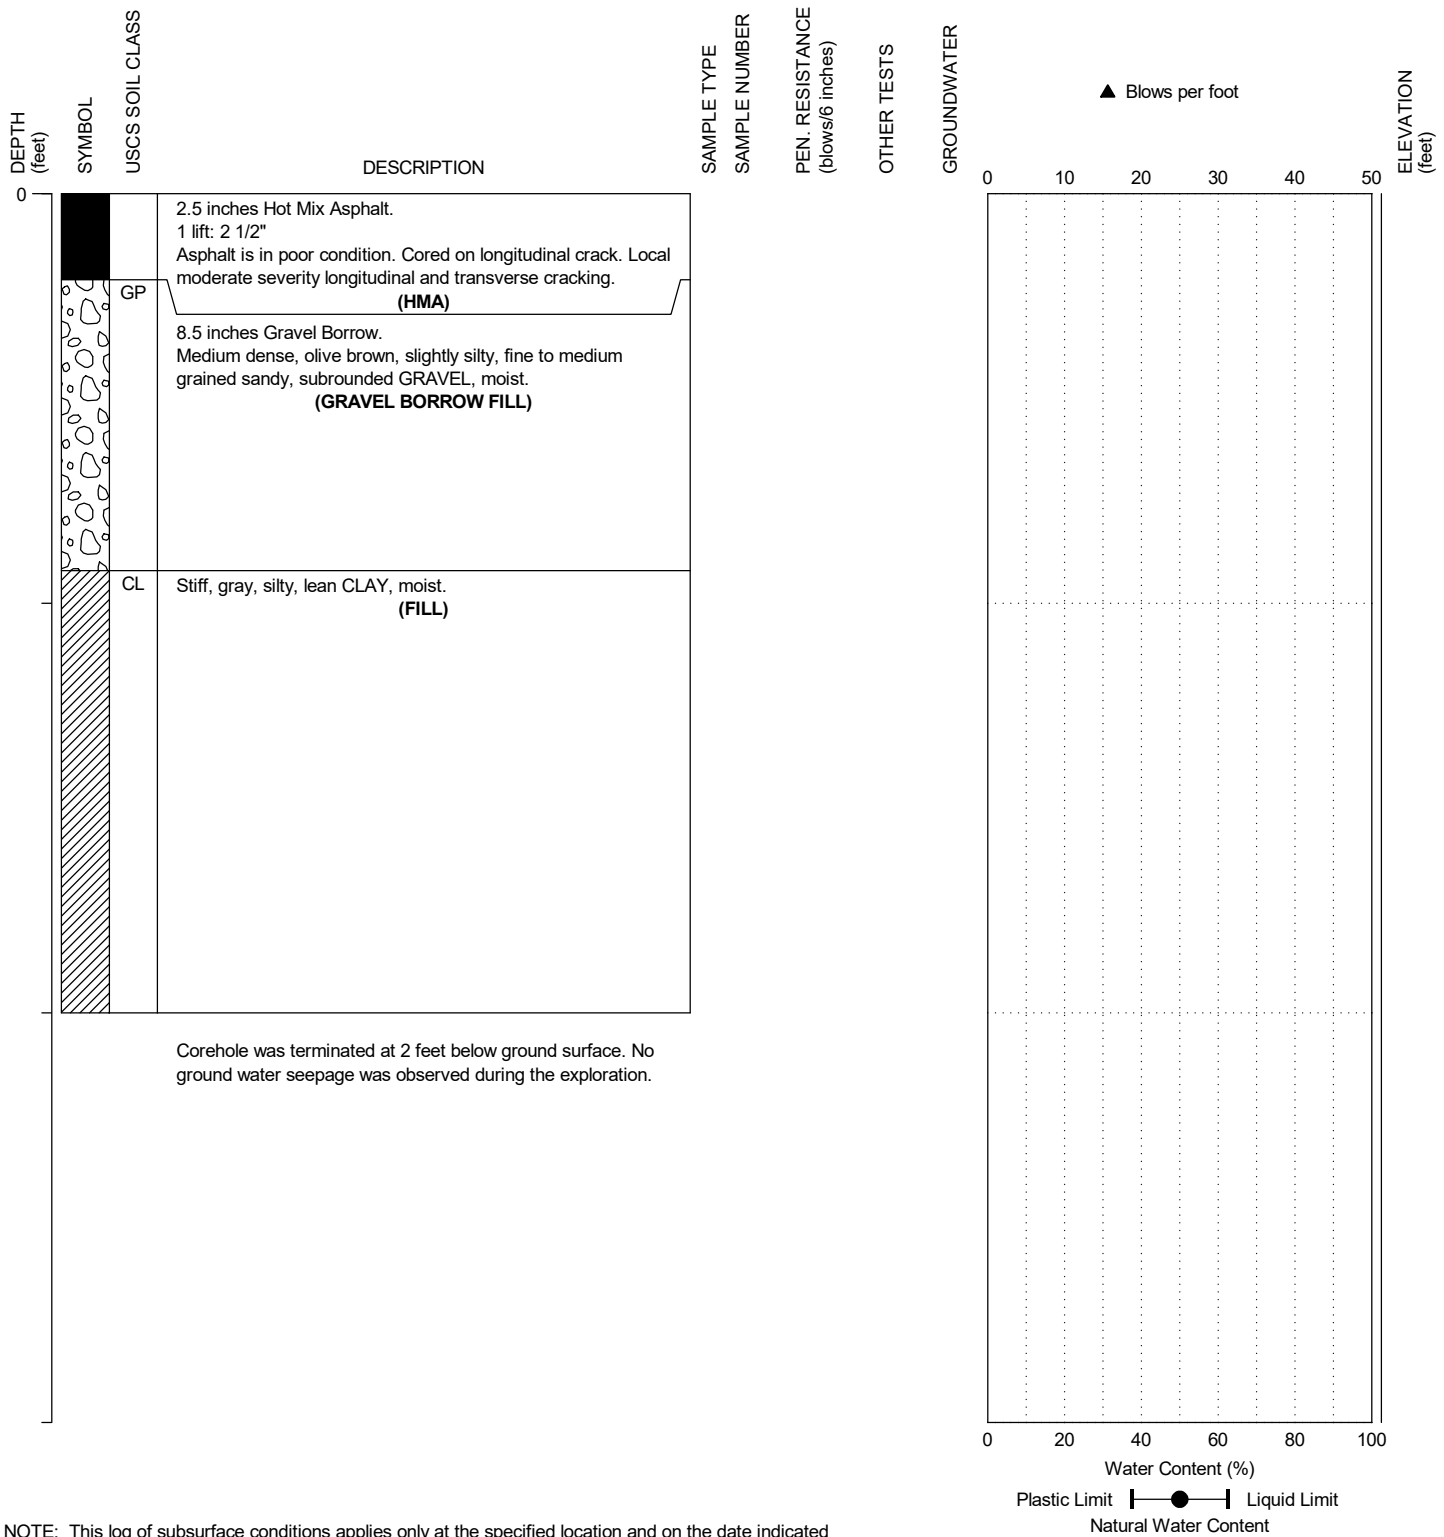 DEPTH
(feet)
SYMBOL
USCS SOIL CLASS
DESCRIPTION
SAMPLE TYPE
SAMPLE NUMBER
PEN. RESISTANCE
(blows/6 inches)
OTHER TESTS
GROUNDWATER
▲ Blows per foot
ELEVATION
(feet)
0 10 20 30 40 50
0
2.5 inches Hot Mix Asphalt.
1 lift: 2 1/2"
Asphalt is in poor condition. Cored on longitudinal crack. Local
moderate severity longitudinal and transverse cracking.
(HMA)
GP
8.5 inches Gravel Borrow.
Medium dense, olive brown, slightly silty, fine to medium
grained sandy, subrounded GRAVEL, moist.
(GRAVEL BORROW FILL)
CL
Stiff, gray, silty, lean CLAY, moist.
(FILL)
Corehole was terminated at 2 feet below ground surface. No
ground water seepage was observed during the exploration.
0 20 40 60 80 100
Water Content (%)
Plastic Limit Liquid Limit
Natural Water Content
NOTE: This log of subsurface conditions applies only at the specified location and on the date indicated